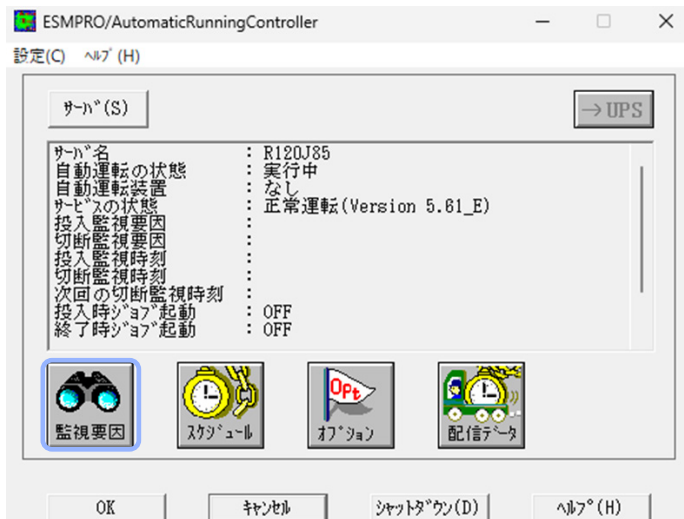 ESMPRO/AutomaticRunningController
設定(C) ﾍﾙﾌﾟ(H)
ｻｰﾊﾞ(S)
→UPS
ｻｰﾊﾞ名 : R120J85
自動運転の状態 : 実行中
自動運転装置 : なし
ｻｰﾋﾞｽの状態 : 正常運転(Version 5.61_E)
投入監視要因 :
切断監視要因 :
投入監視時刻 :
切断監視時刻 :
次回の切断監視時刻 :
投入時ｼﾞｮﾌﾞ起動 : OFF
終了時ｼﾞｮﾌﾞ起動 : OFF
OPt
監視要因 ｽｹｼﾞｭｰﾙ ｵﾌﾟｼｮﾝ 配信ﾃﾞｰﾀ
OK ｷｬﾝｾﾙ ｼｬｯﾄﾀﾞｳﾝ(D) ﾍﾙﾌﾟ(H)